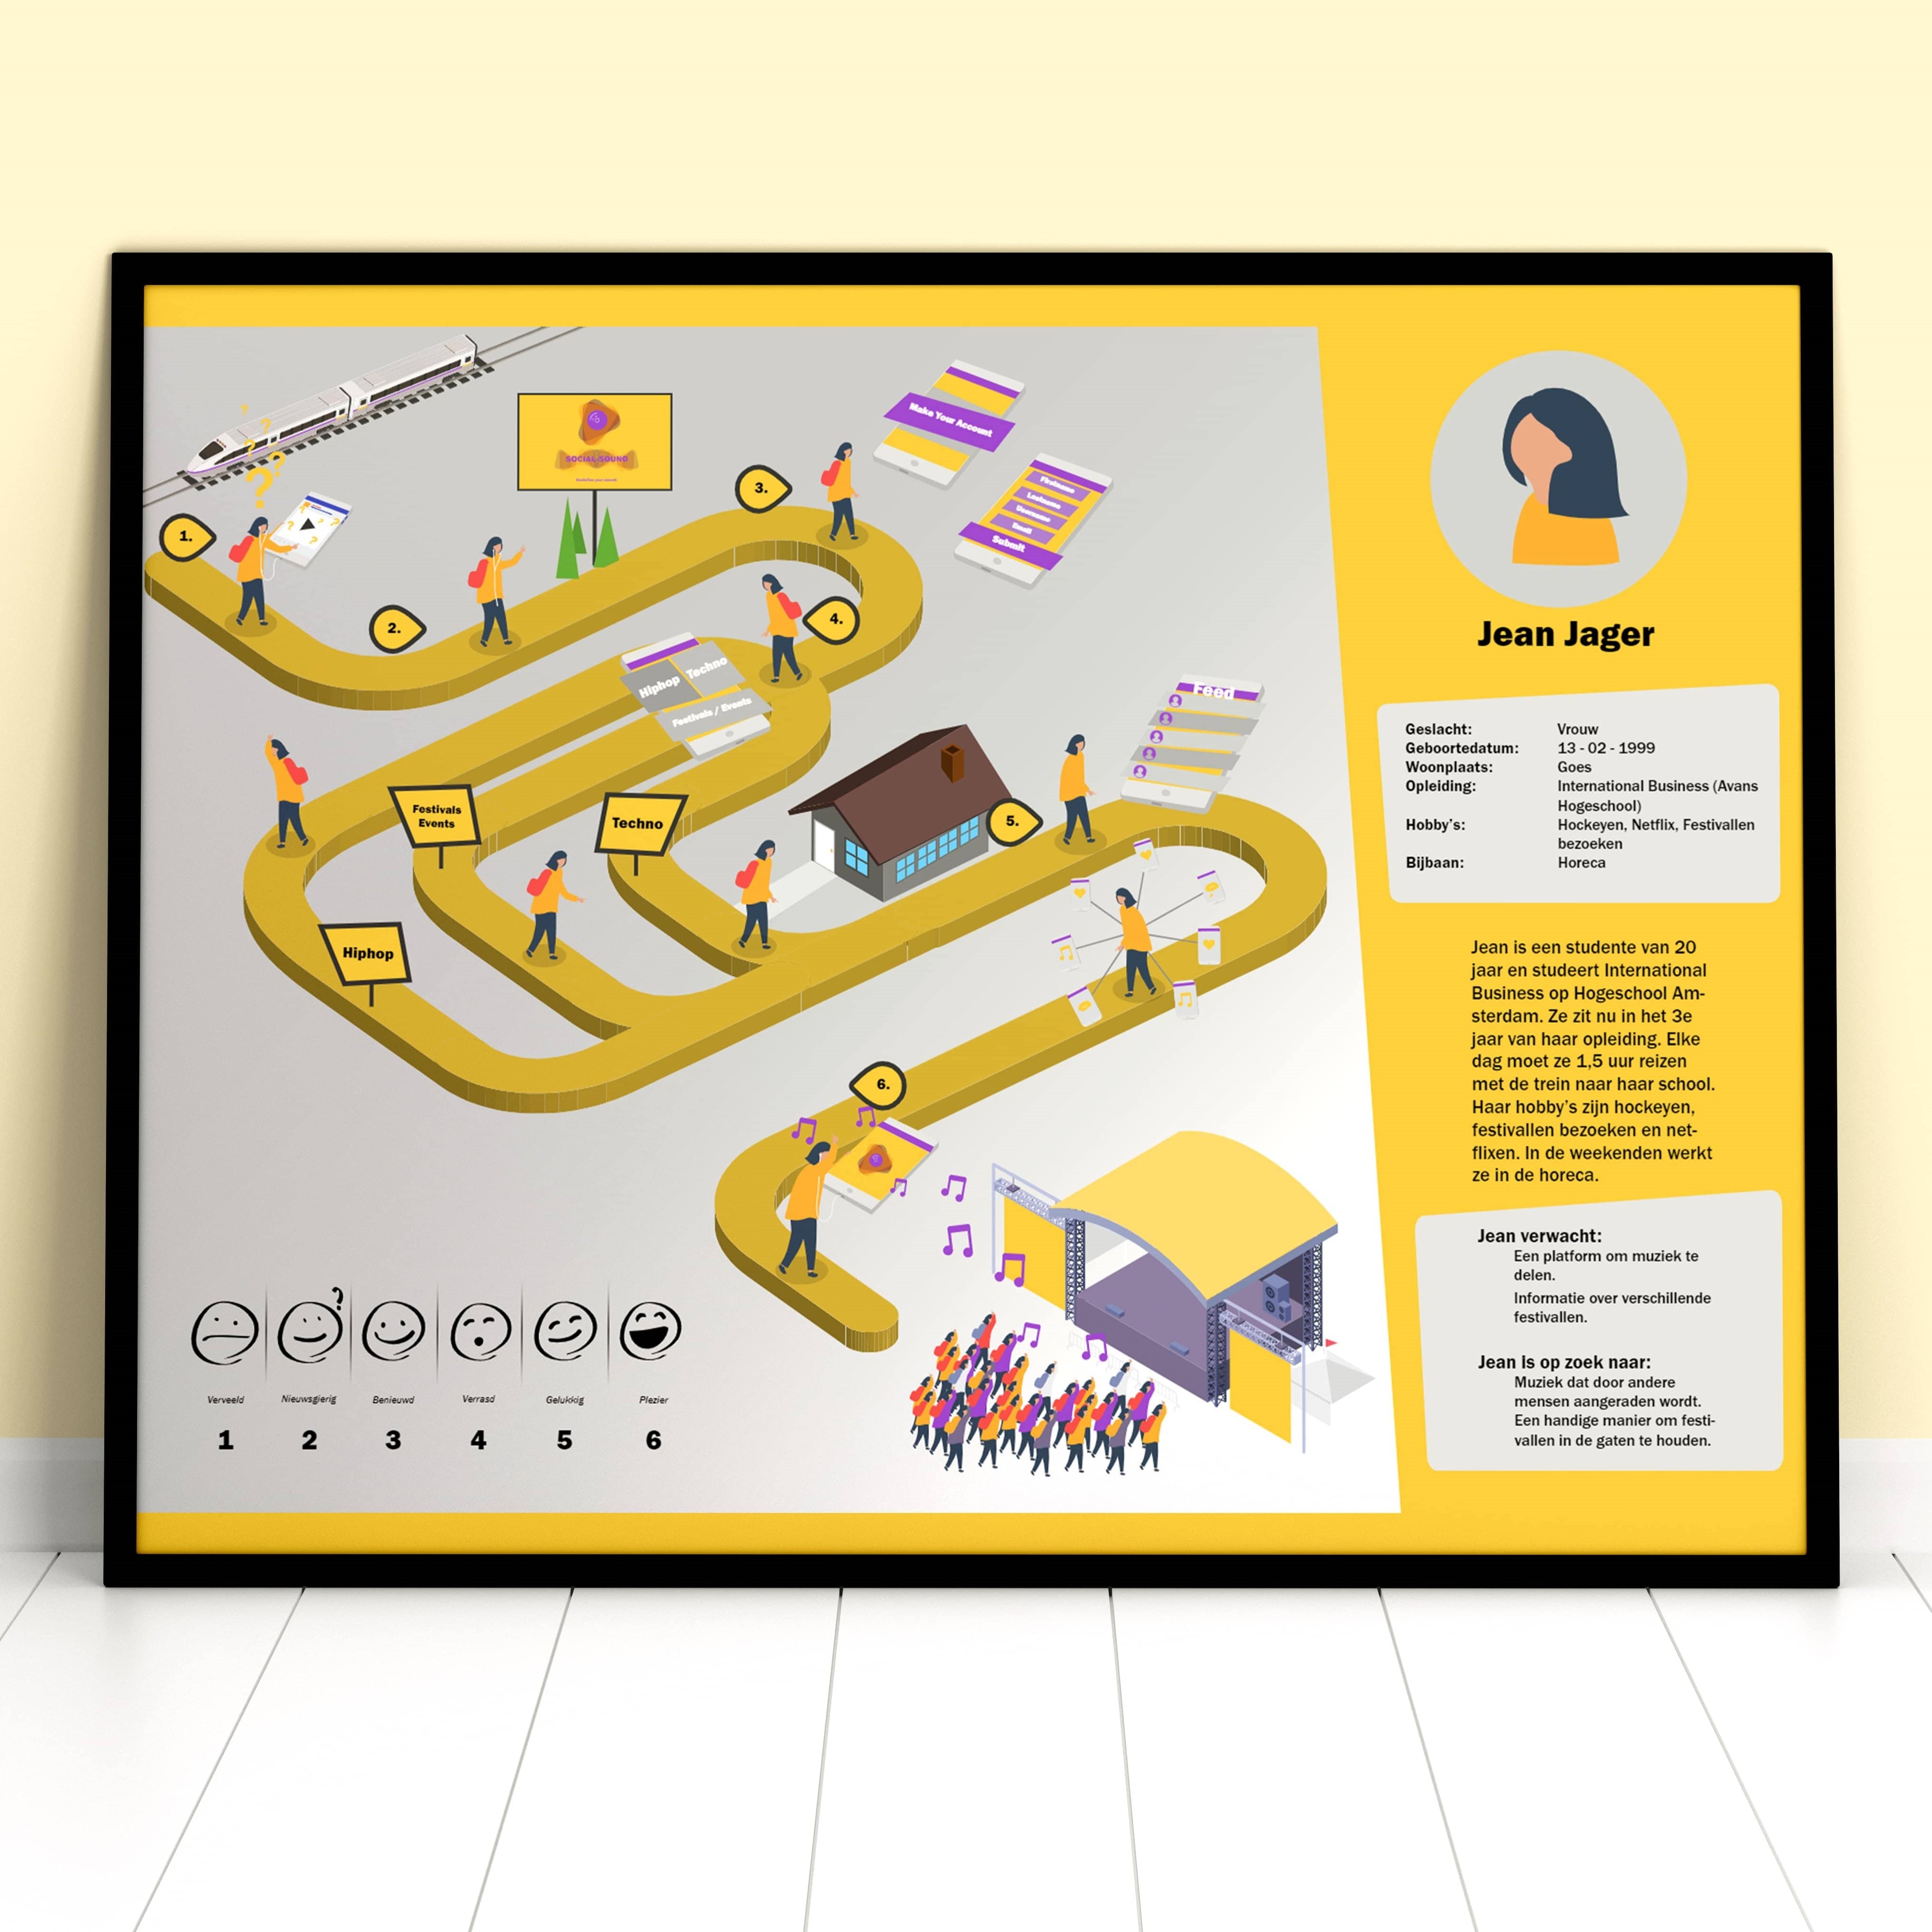 1.
2.
3.
4.
5.
6.
SOCIAL SOUND
Make Your Account
Firstname
Lastname
Username
Email
Submit
Hiphop
Techno
Festivals / Events
Feed
Festivals
Events
Techno
Hiphop
Verveeld
Nieuwsgierig
Benieuwd
Verrasd
Gelukkig
Plezier
1
2
3
4
5
6
Jean Jager
Geslacht: Vrouw
Geboortedatum: 13 - 02 - 1999
Woonplaats: Goes
Opleiding: International Business (Avans
Hogeschool)
Hobby's: Hockeyen, Netflix, Festivallen
bezoeken
Bijbaan: Horeca
Jean is een studente van 20
jaar en studeert International
Business op Hogeschool Am-
sterdam. Ze zit nu in het 3e
jaar van haar opleiding. Elke
dag moet ze 1,5 uur reizen
met de trein naar haar school.
Haar hobby's zijn hockeyen,
festivallen bezoeken en net-
flixen. In de weekenden werkt
ze in de horeca.
Jean verwacht:
Een platform om muziek te
delen.
Informatie over verschillende
festivallen.
Jean is op zoek naar:
Muziek dat door andere
mensen aangeraden wordt.
Een handige manier om festi-
vallen in de gaten te houden.